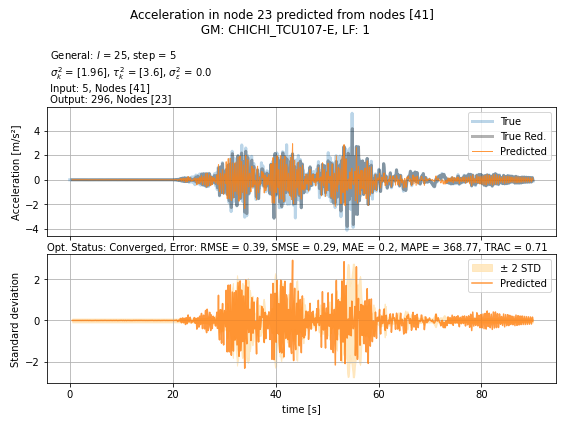 Acceleration in node 23 predicted from nodes [41]
GM: CHICHI_TCU107-E, LF: 1
General: l = 25, step = 5
σ²ₖ = [1.96], τ²ₖ = [3.6], σ²ε = 0.0
Input: 5, Nodes [41]
Output: 296, Nodes [23]
Acceleration [m/s²]
4
2
0
−2
−4
True
True Red.
Predicted
Opt. Status: Converged, Error: RMSE = 0.39, SMSE = 0.29, MAE = 0.2, MAPE = 368.77, TRAC = 0.71
Standard deviation
2
0
−2
± 2 STD
Predicted
0 20 40 60 80
time [s]